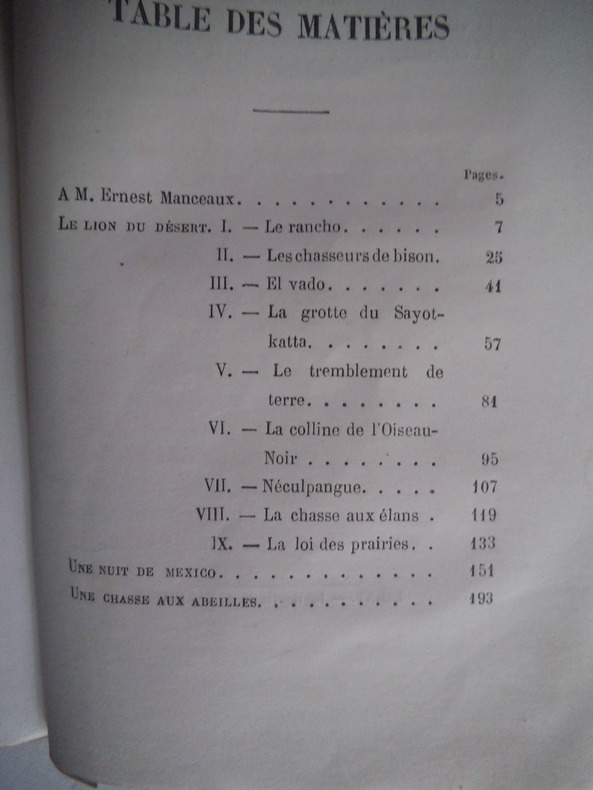 TABLE DES MATIÈRES
Pages.
A M. Ernest Manceaux. . . . . . . . . . . . . 5
LE LION DU DÉSERT. I. — Le rancho. . . . . . 7
II. — Les chasseurs de bison. 25
III. — El vado. . . . . . . 41
IV. — La grotte du Sayot-
katta. . . . . . . . 57
V. — Le tremblement de
terre. . . . . . . . 81
VI. — La colline de l'Oiseau-
Noir . . . . . . . 95
VII. — Néculpangue. . . . . 107
VIII. — La chasse aux élans . 119
IX. — La loi des prairies. . 133
UNE NUIT DE MEXICO. . . . . . . . . . . . . 151
UNE CHASSE AUX ABEILLES. . . . . . . . . . . 193